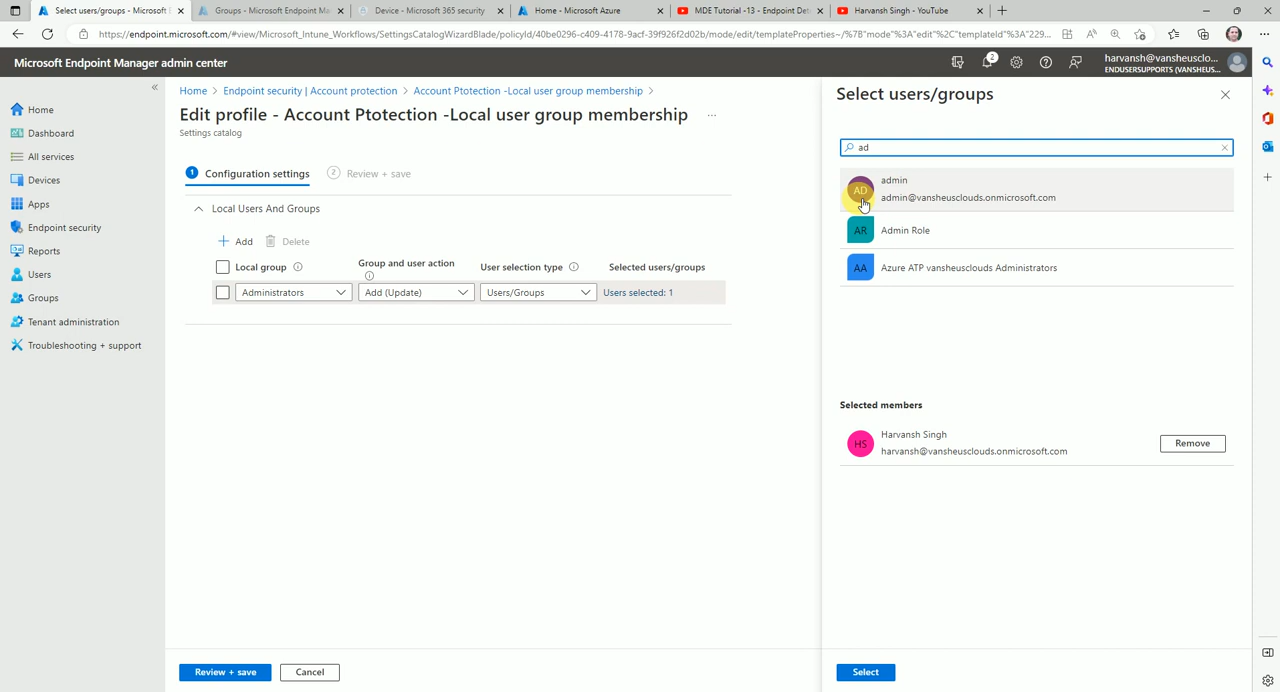 Select users/groups - Microsoft E
Groups - Microsoft Endpoint Ma
Device - Microsoft 365 security
Home - Microsoft Azure
MDE Tutorial -13 - Endpoint Det
Harvansh Singh - YouTube
https://endpoint.microsoft.com/#view/Microsoft_Intune_Workflows/SettingsCatalogWizardBlade/policyId/40be0296-c409-4178-9acf-39f926f2d02b/mode/edit/templateProperties~/%7B"mode"%3A"edit"%2C"templateId"%3A"229...
Microsoft Endpoint Manager admin center
2
harvansh@vansheusclo...
ENDUSERSUPPORTS (VANSHEUS...
Home
Dashboard
All services
Devices
Apps
Endpoint security
Reports
Users
Groups
Tenant administration
Troubleshooting + support
Home > Endpoint security | Account protection > Account Ptotection -Local user group membership >
Edit profile - Account Ptotection -Local user group membership ...
Settings catalog
1 Configuration settings
2 Review + save
Local Users And Groups
Add
Delete
Local group
Group and user action
User selection type
Selected users/groups
Administrators
Add (Update)
Users/Groups
Users selected: 1
Review + save
Cancel
Select users/groups
ad
AD
admin
admin@vansheusclouds.onmicrosoft.com
AR
Admin Role
AA
Azure ATP vansheusclouds Administrators
Selected members
HS
Harvansh Singh
harvansh@vansheusclouds.onmicrosoft.com
Remove
Select